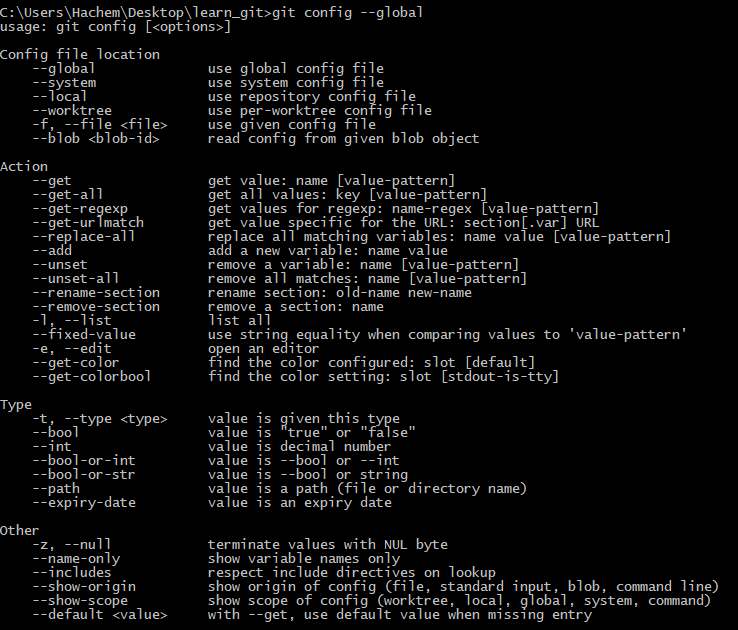 C:\Users\Hachem\Desktop\learn_git>git config --global
usage: git config [<options>]

Config file location
    --global              use global config file
    --system              use system config file
    --local               use repository config file
    --worktree            use per-worktree config file
    -f, --file <file>     use given config file
    --blob <blob-id>      read config from given blob object

Action
    --get                 get value: name [value-pattern]
    --get-all             get all values: key [value-pattern]
    --get-regexp          get values for regexp: name-regex [value-pattern]
    --get-urlmatch        get value specific for the URL: section[.var] URL
    --replace-all         replace all matching variables: name value [value-pattern]
    --add                 add a new variable: name value
    --unset               remove a variable: name [value-pattern]
    --unset-all           remove all matches: name [value-pattern]
    --rename-section      rename section: old-name new-name
    --remove-section      remove a section: name
    -l, --list            list all
    --fixed-value         use string equality when comparing values to 'value-pattern'
    -e, --edit            open an editor
    --get-color           find the color configured: slot [default]
    --get-colorbool       find the color setting: slot [stdout-is-tty]

Type
    -t, --type <type>     value is given this type
    --bool                value is "true" or "false"
    --int                 value is decimal number
    --bool-or-int         value is --bool or --int
    --bool-or-str         value is --bool or string
    --path                value is a path (file or directory name)
    --expiry-date         value is an expiry date

Other
    -z, --null            terminate values with NUL byte
    --name-only           show variable names only
    --includes            respect include directives on lookup
    --show-origin         show origin of config (file, standard input, blob, command line)
    --show-scope          show scope of config (worktree, local, global, system, command)
    --default <value>     with --get, use default value when missing entry